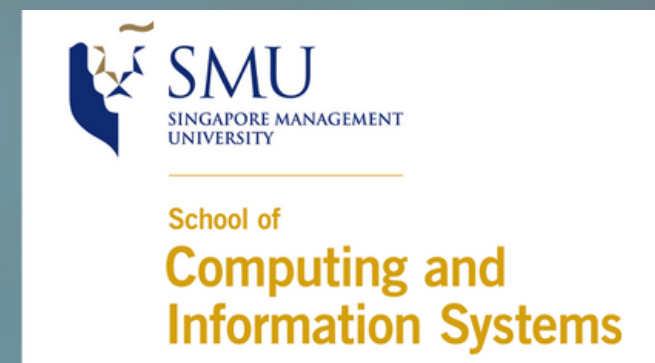 SMU
SINGAPORE MANAGEMENT
UNIVERSITY
School of
Computing and
Information Systems